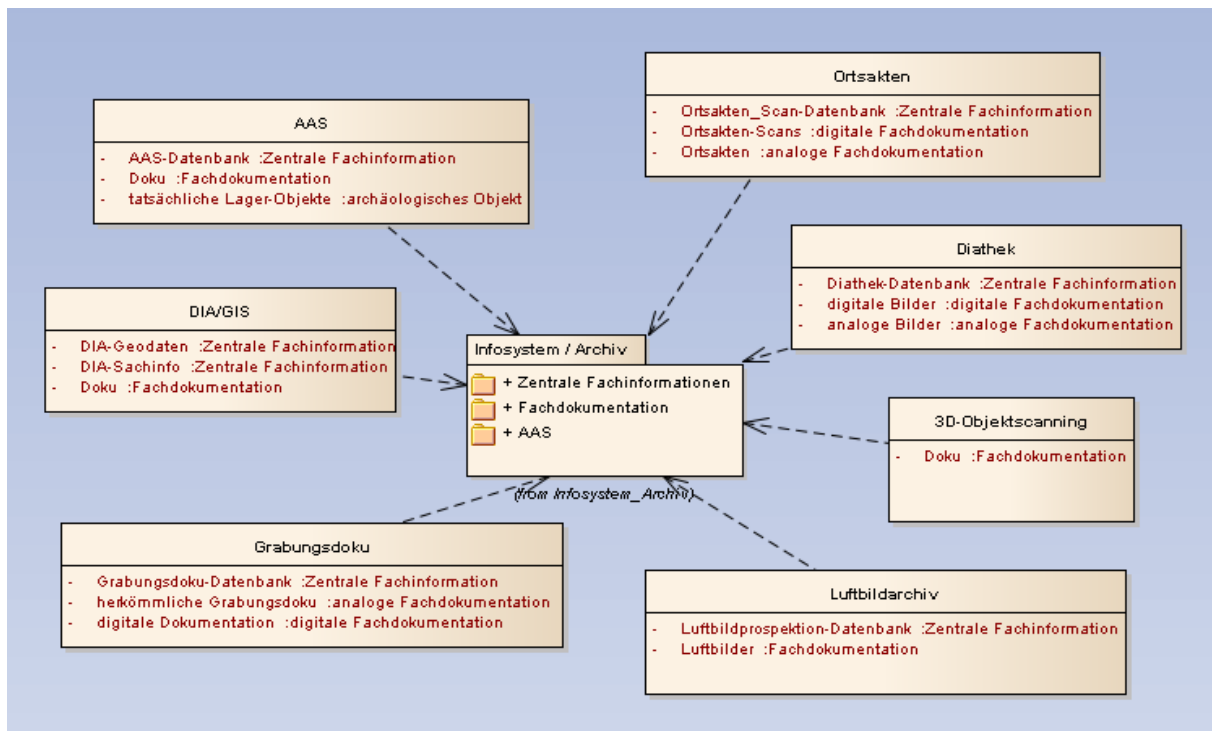 AAS
- AAS-Datenbank :Zentrale Fachinformation
- Doku :Fachdokumentation
- tatsächliche Lager-Objekte :archäologisches Objekt
Ortsakten
- Ortsakten_Scan-Datenbank :Zentrale Fachinformation
- Ortsakten-Scans :digitale Fachdokumentation
- Ortsakten :analoge Fachdokumentation
Diathek
- Diathek-Datenbank :Zentrale Fachinformation
- digitale Bilder :digitale Fachdokumentation
- analoge Bilder :analoge Fachdokumentation
DIA/GIS
- DIA-Geodaten :Zentrale Fachinformation
- DIA-Sachinfo :Zentrale Fachinformation
- Doku :Fachdokumentation
Infosystem / Archiv
+ Zentrale Fachinformationen
+ Fachdokumentation
+ AAS
(from Infosystem_Archiv)
3D-Objektscanning
- Doku :Fachdokumentation
Grabungsdoku
- Grabungsdoku-Datenbank :Zentrale Fachinformation
- herkömmliche Grabungsdoku :analoge Fachdokumentation
- digitale Dokumentation :digitale Fachdokumentation
Luftbildarchiv
- Luftbildprospektion-Datenbank :Zentrale Fachinformation
- Luftbilder :Fachdokumentation